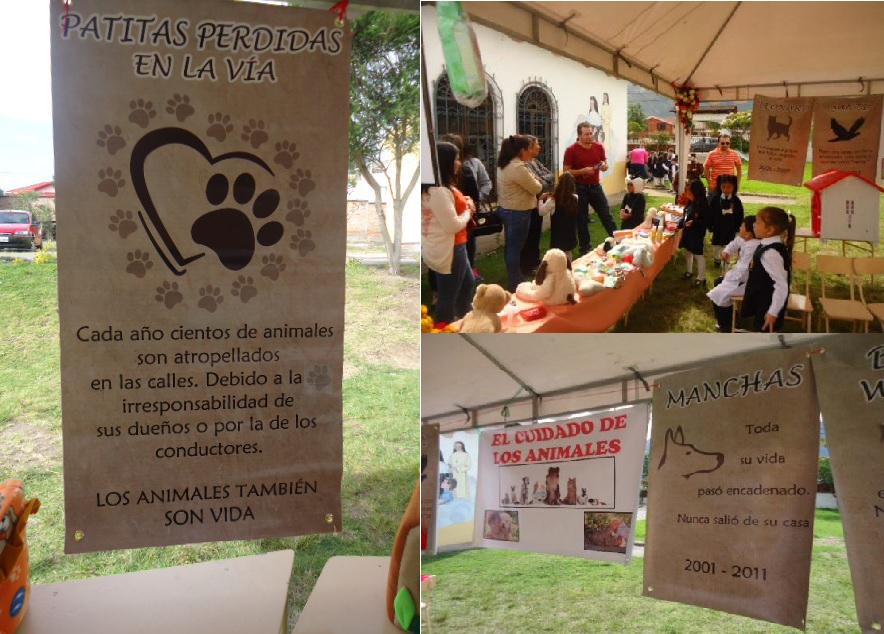 PATITAS PERDIDAS
EN LA VÍA
Cada año cientos de animales
son atropellados
en las calles. Debido a la
irresponsabilidad de
sus dueños o por la de los
conductores.
LOS ANIMALES TAMBIÉN
SON VIDA
EL CUIDADO DE
LOS ANIMALES
MANCHAS
Toda
su vida
pasó encadenado.
Nunca salió de su casa
2001 - 2011